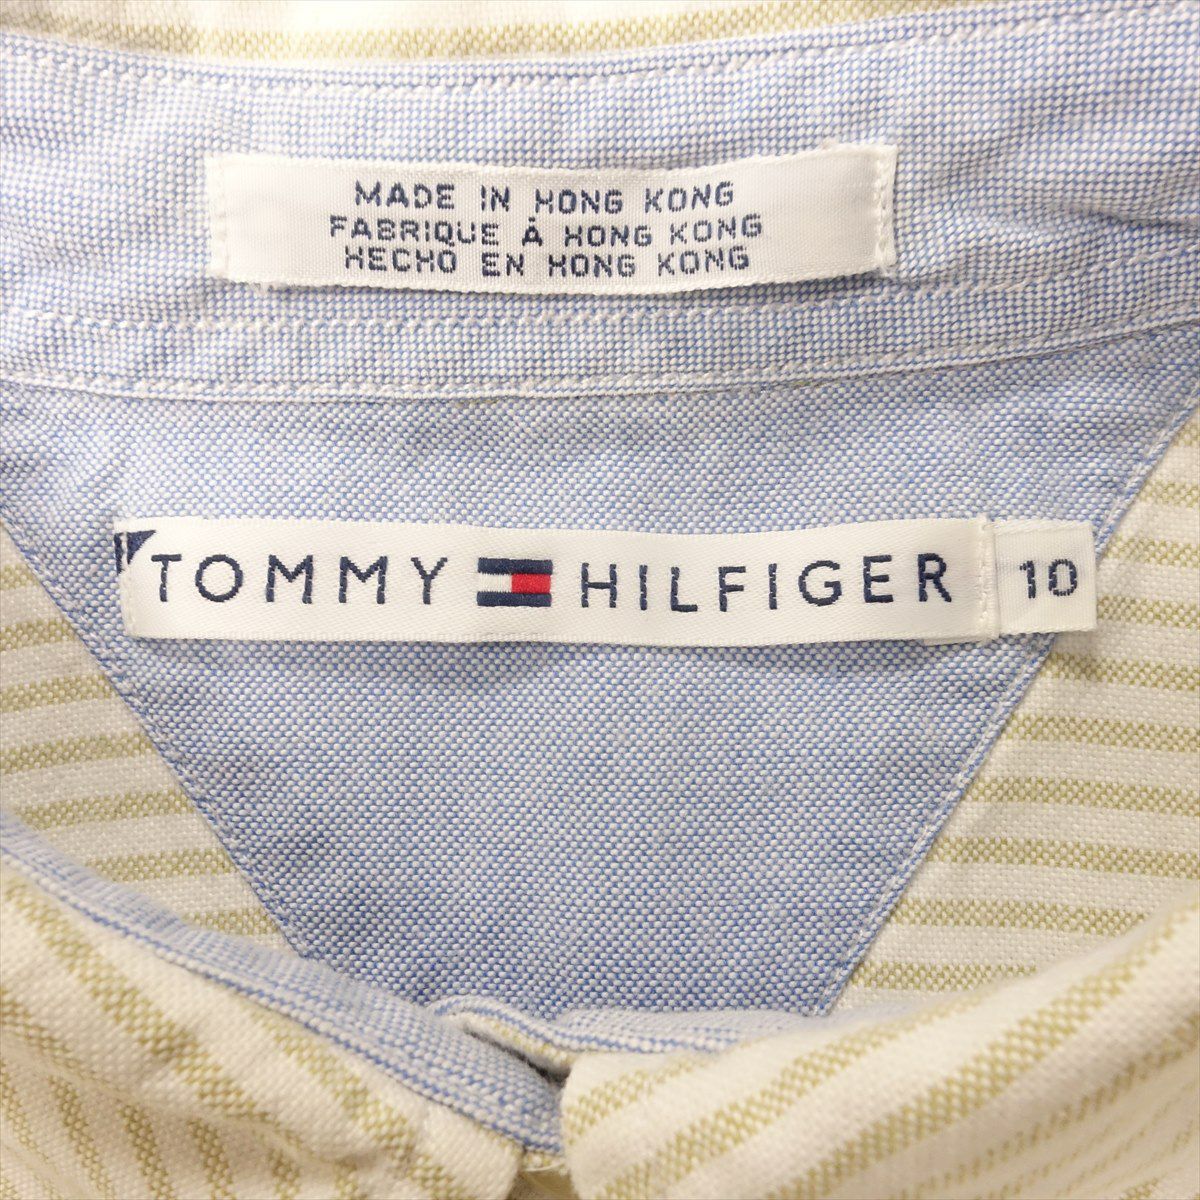 MADE IN HONG KONG
FABRIQUE À HONG KONG
HECHO EN HONG KONG
TOMMY HILFIGER 10